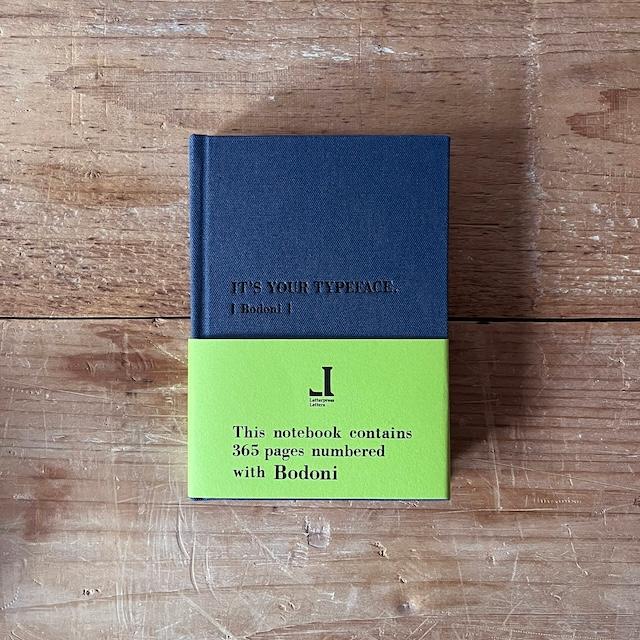 IT'S YOUR TYPEFACE.
[ Bodoni ]
Letterpress
Letters
This notebook contains
365 pages numbered
with Bodoni